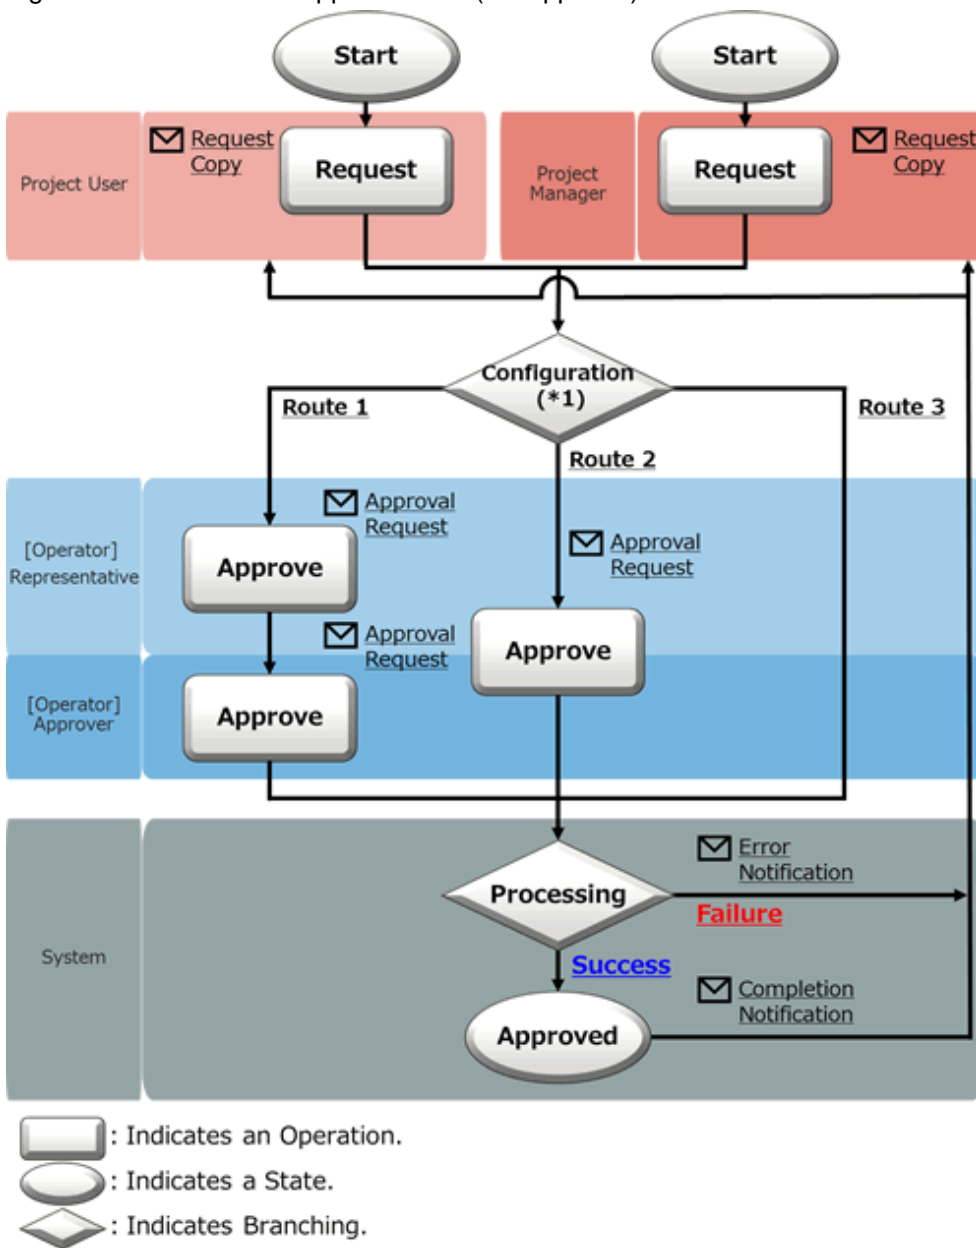 Start
Start
Project User
Request
Copy
Request
Project
Manager
Request
Request
Copy
Configuration
(*1)
Route 1
Route 2
Route 3
[Operator]
Representative
Approval
Request
Approve
Approval
Request
Approval
Request
Approve
[Operator]
Approver
Approve
System
Processing
Error
Notification
Failure
Success
Completion
Notification
Approved
: Indicates an Operation.
: Indicates a State.
: Indicates Branching.